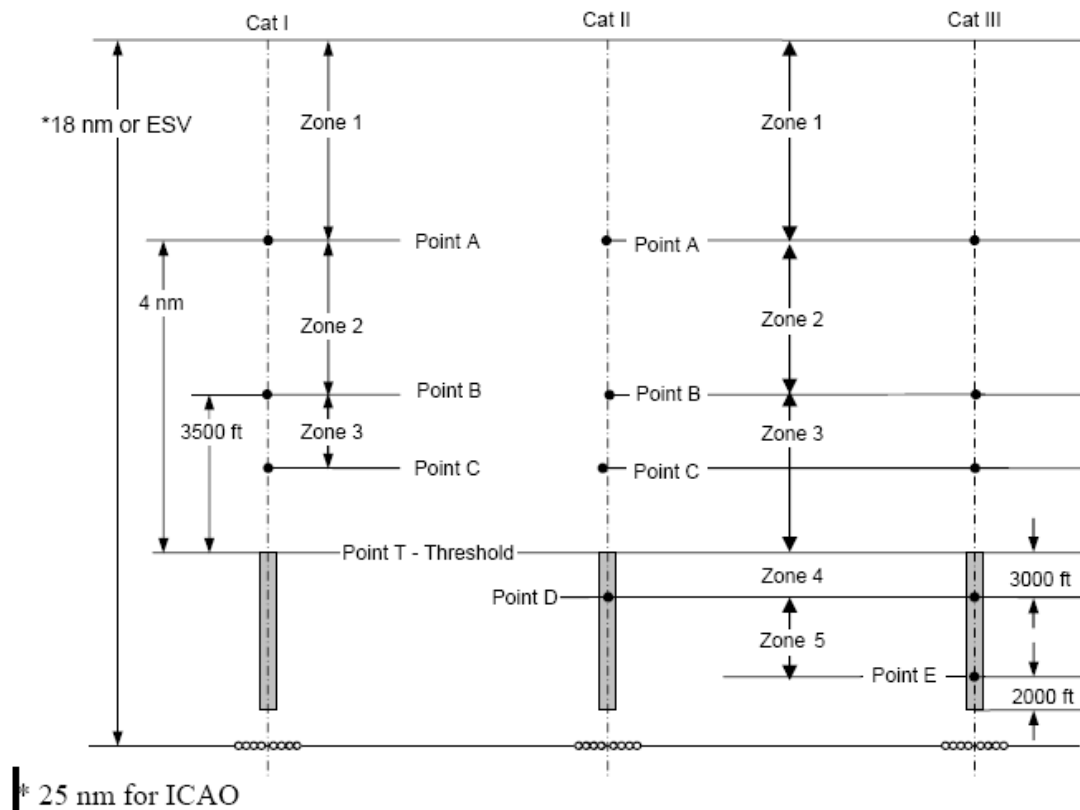 Cat I
Cat II
Cat III
*18 nm or ESV
Zone 1
Zone 1
Point A
Point A
4 nm
Zone 2
Zone 2
Point B
Point B
3500 ft
Zone 3
Zone 3
Point C
Point C
Point T - Threshold
Zone 4
3000 ft
Point D
Zone 5
Point E
2000 ft
* 25 nm for ICAO